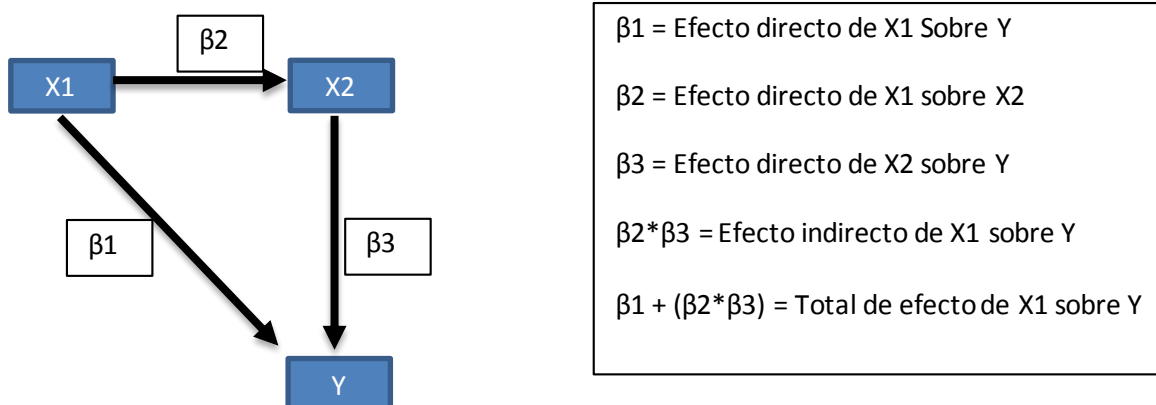 β2
X1
X2
β1
β3
Y
β1 = Efecto directo de X1 Sobre Y
β2 = Efecto directo de X1 sobre X2
β3 = Efecto directo de X2 sobre Y
β2*β3 = Efecto indirecto de X1 sobre Y
β1 + (β2*β3) = Total de efecto de X1 sobre Y